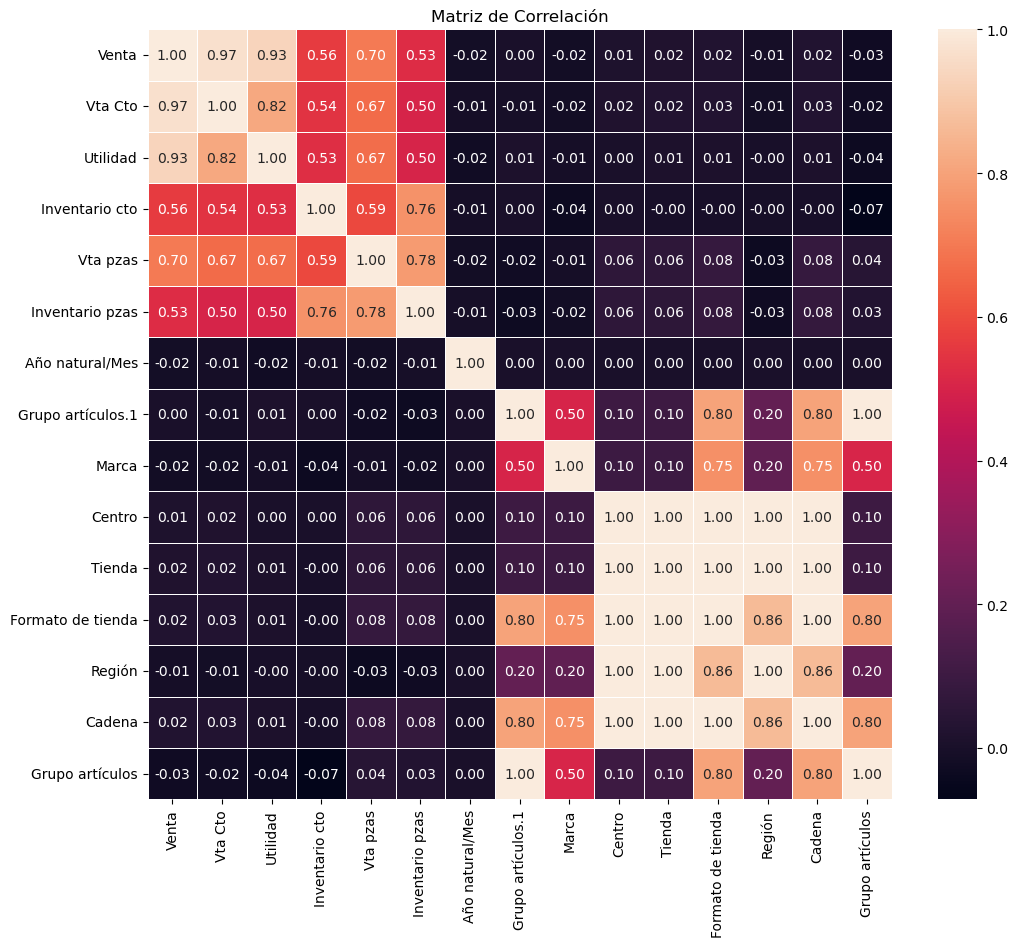 Matriz de Correlación
Venta 1.00 0.97 0.93 0.56 0.70 0.53 -0.02 0.00 -0.02 0.01 0.02 0.02 -0.01 0.02 -0.03
Vta Cto 0.97 1.00 0.82 0.54 0.67 0.50 -0.01 -0.01 -0.02 0.02 0.02 0.03 -0.01 0.03 -0.02
Utilidad 0.93 0.82 1.00 0.53 0.67 0.50 -0.02 0.01 -0.01 0.00 0.01 0.01 -0.00 0.01 -0.04
Inventario cto 0.56 0.54 0.53 1.00 0.59 0.76 -0.01 0.00 -0.04 0.00 -0.00 -0.00 -0.00 -0.00 -0.07
Vta pzas 0.70 0.67 0.67 0.59 1.00 0.78 -0.02 -0.02 -0.01 0.06 0.06 0.08 -0.03 0.08 0.04
Inventario pzas 0.53 0.50 0.50 0.76 0.78 1.00 -0.01 -0.03 -0.02 0.06 0.06 0.08 -0.03 0.08 0.03
Año natural/Mes -0.02 -0.01 -0.02 -0.01 -0.02 -0.01 1.00 0.00 0.00 0.00 0.00 0.00 0.00 0.00 0.00
Grupo artículos.1 0.00 -0.01 0.01 0.00 -0.02 -0.03 0.00 1.00 0.50 0.10 0.10 0.80 0.20 0.80 1.00
Marca -0.02 -0.02 -0.01 -0.04 -0.01 -0.02 0.00 0.50 1.00 0.10 0.10 0.75 0.20 0.75 0.50
Centro 0.01 0.02 0.00 0.00 0.06 0.06 0.00 0.10 0.10 1.00 1.00 1.00 1.00 1.00 0.10
Tienda 0.02 0.02 0.01 -0.00 0.06 0.06 0.00 0.10 0.10 1.00 1.00 1.00 1.00 1.00 0.10
Formato de tienda 0.02 0.03 0.01 -0.00 0.08 0.08 0.00 0.80 0.75 1.00 1.00 1.00 0.86 1.00 0.80
Región -0.01 -0.01 -0.00 -0.00 -0.03 -0.03 0.00 0.20 0.20 1.00 1.00 0.86 1.00 0.86 0.20
Cadena 0.02 0.03 0.01 -0.00 0.08 0.08 0.00 0.80 0.75 1.00 1.00 1.00 0.86 1.00 0.80
Grupo artículos -0.03 -0.02 -0.04 -0.07 0.04 0.03 0.00 1.00 0.50 0.10 0.10 0.80 0.20 0.80 1.00
Venta
Vta Cto
Utilidad
Inventario cto
Vta pzas
Inventario pzas
Año natural/Mes
Grupo artículos.1
Marca
Centro
Tienda
Formato de tienda
Región
Cadena
Grupo artículos
1.0
0.8
0.6
0.4
0.2
0.0